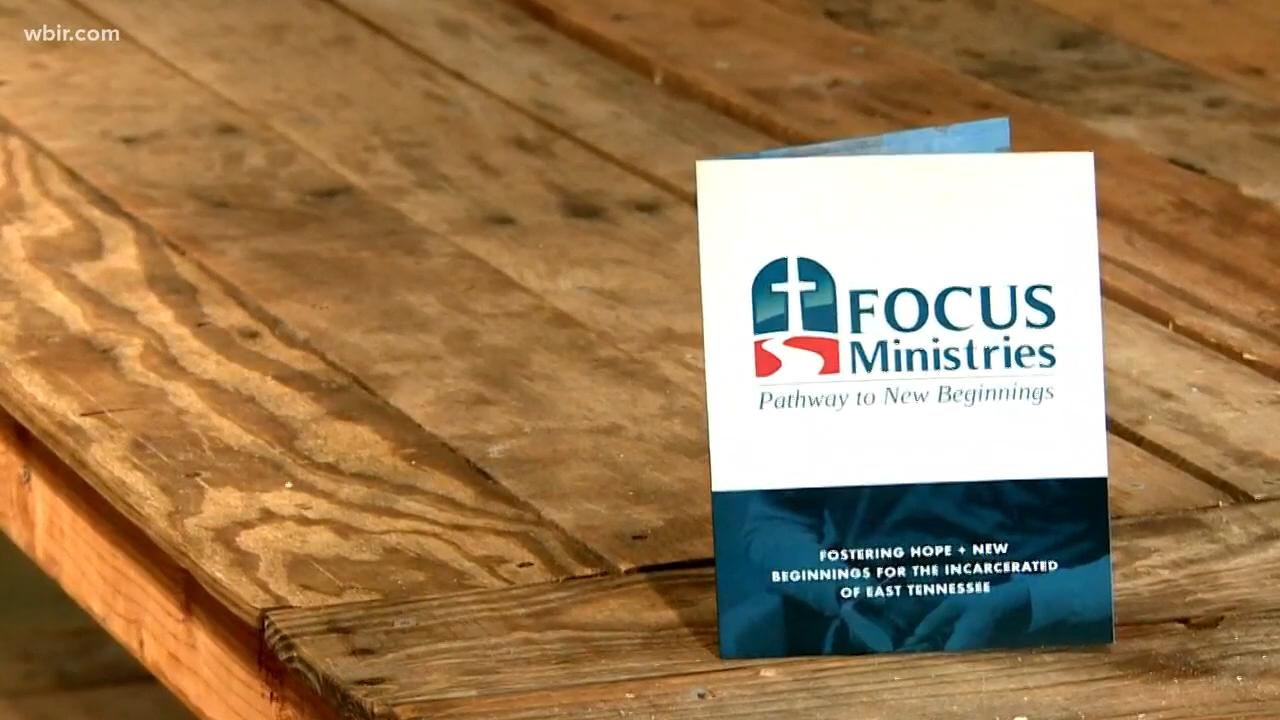 wbir.com
FOCUS
Ministries
Pathway to New Beginnings
FOSTERING HOPE + NEW
BEGINNINGS FOR THE INCARCERATED
OF EAST TENNESSEE